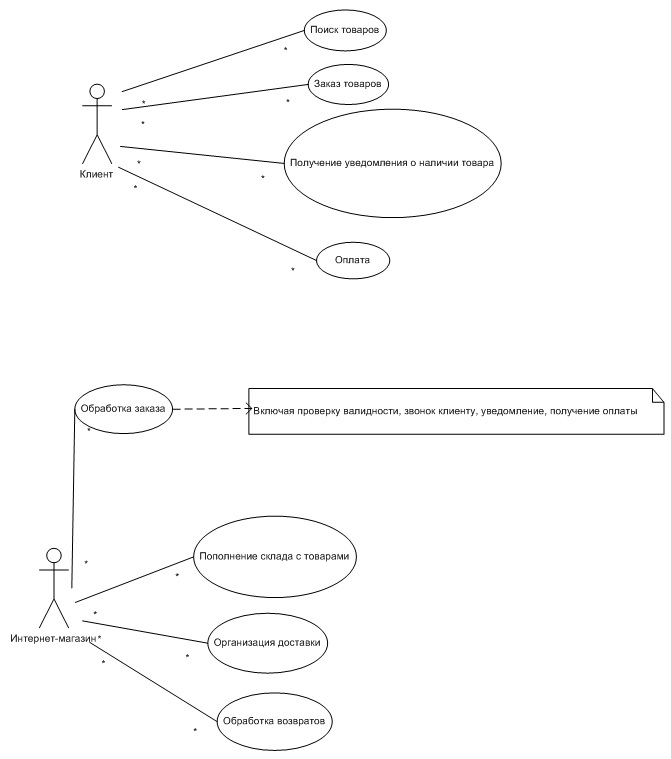 Поиск товаров
*
Заказ товаров
*
*
*
Получение уведомления о наличии товара
*
*
Клиент
*
Оплата
*
Обработка заказа
Включая проверку валидности, звонок клиенту, уведомление, получение оплаты
*
Пополнение склада с товарами
*
*
*
Интернет-магазин*
Организация доставки
*
*
Обработка возвратов
*